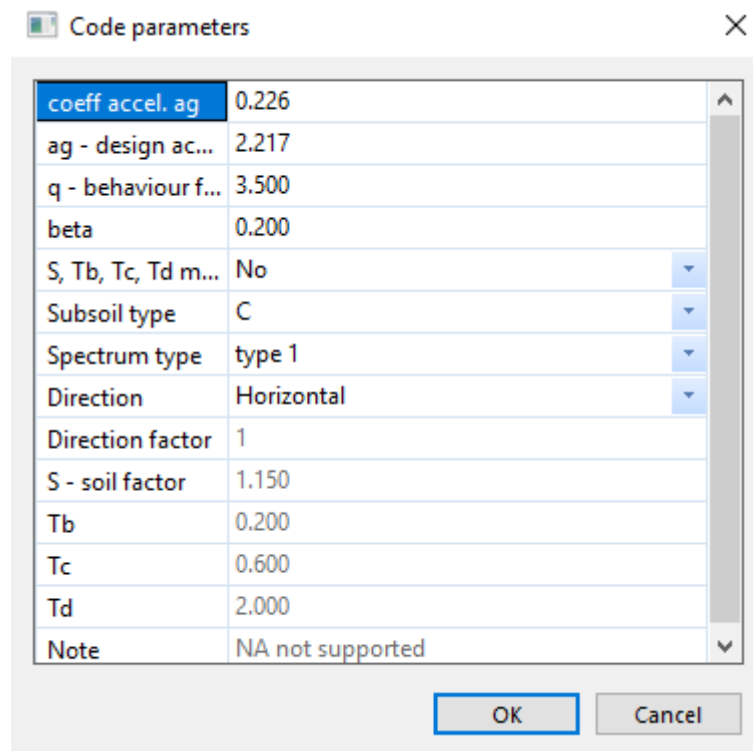 Code parameters
coeff accel. ag 0.226
ag - design ac... 2.217
q - behaviour f... 3.500
beta 0.200
S, Tb, Tc, Td m... No
Subsoil type C
Spectrum type type 1
Direction Horizontal
Direction factor 1
S - soil factor 1.150
Tb 0.200
Tc 0.600
Td 2.000
Note NA not supported
OK Cancel